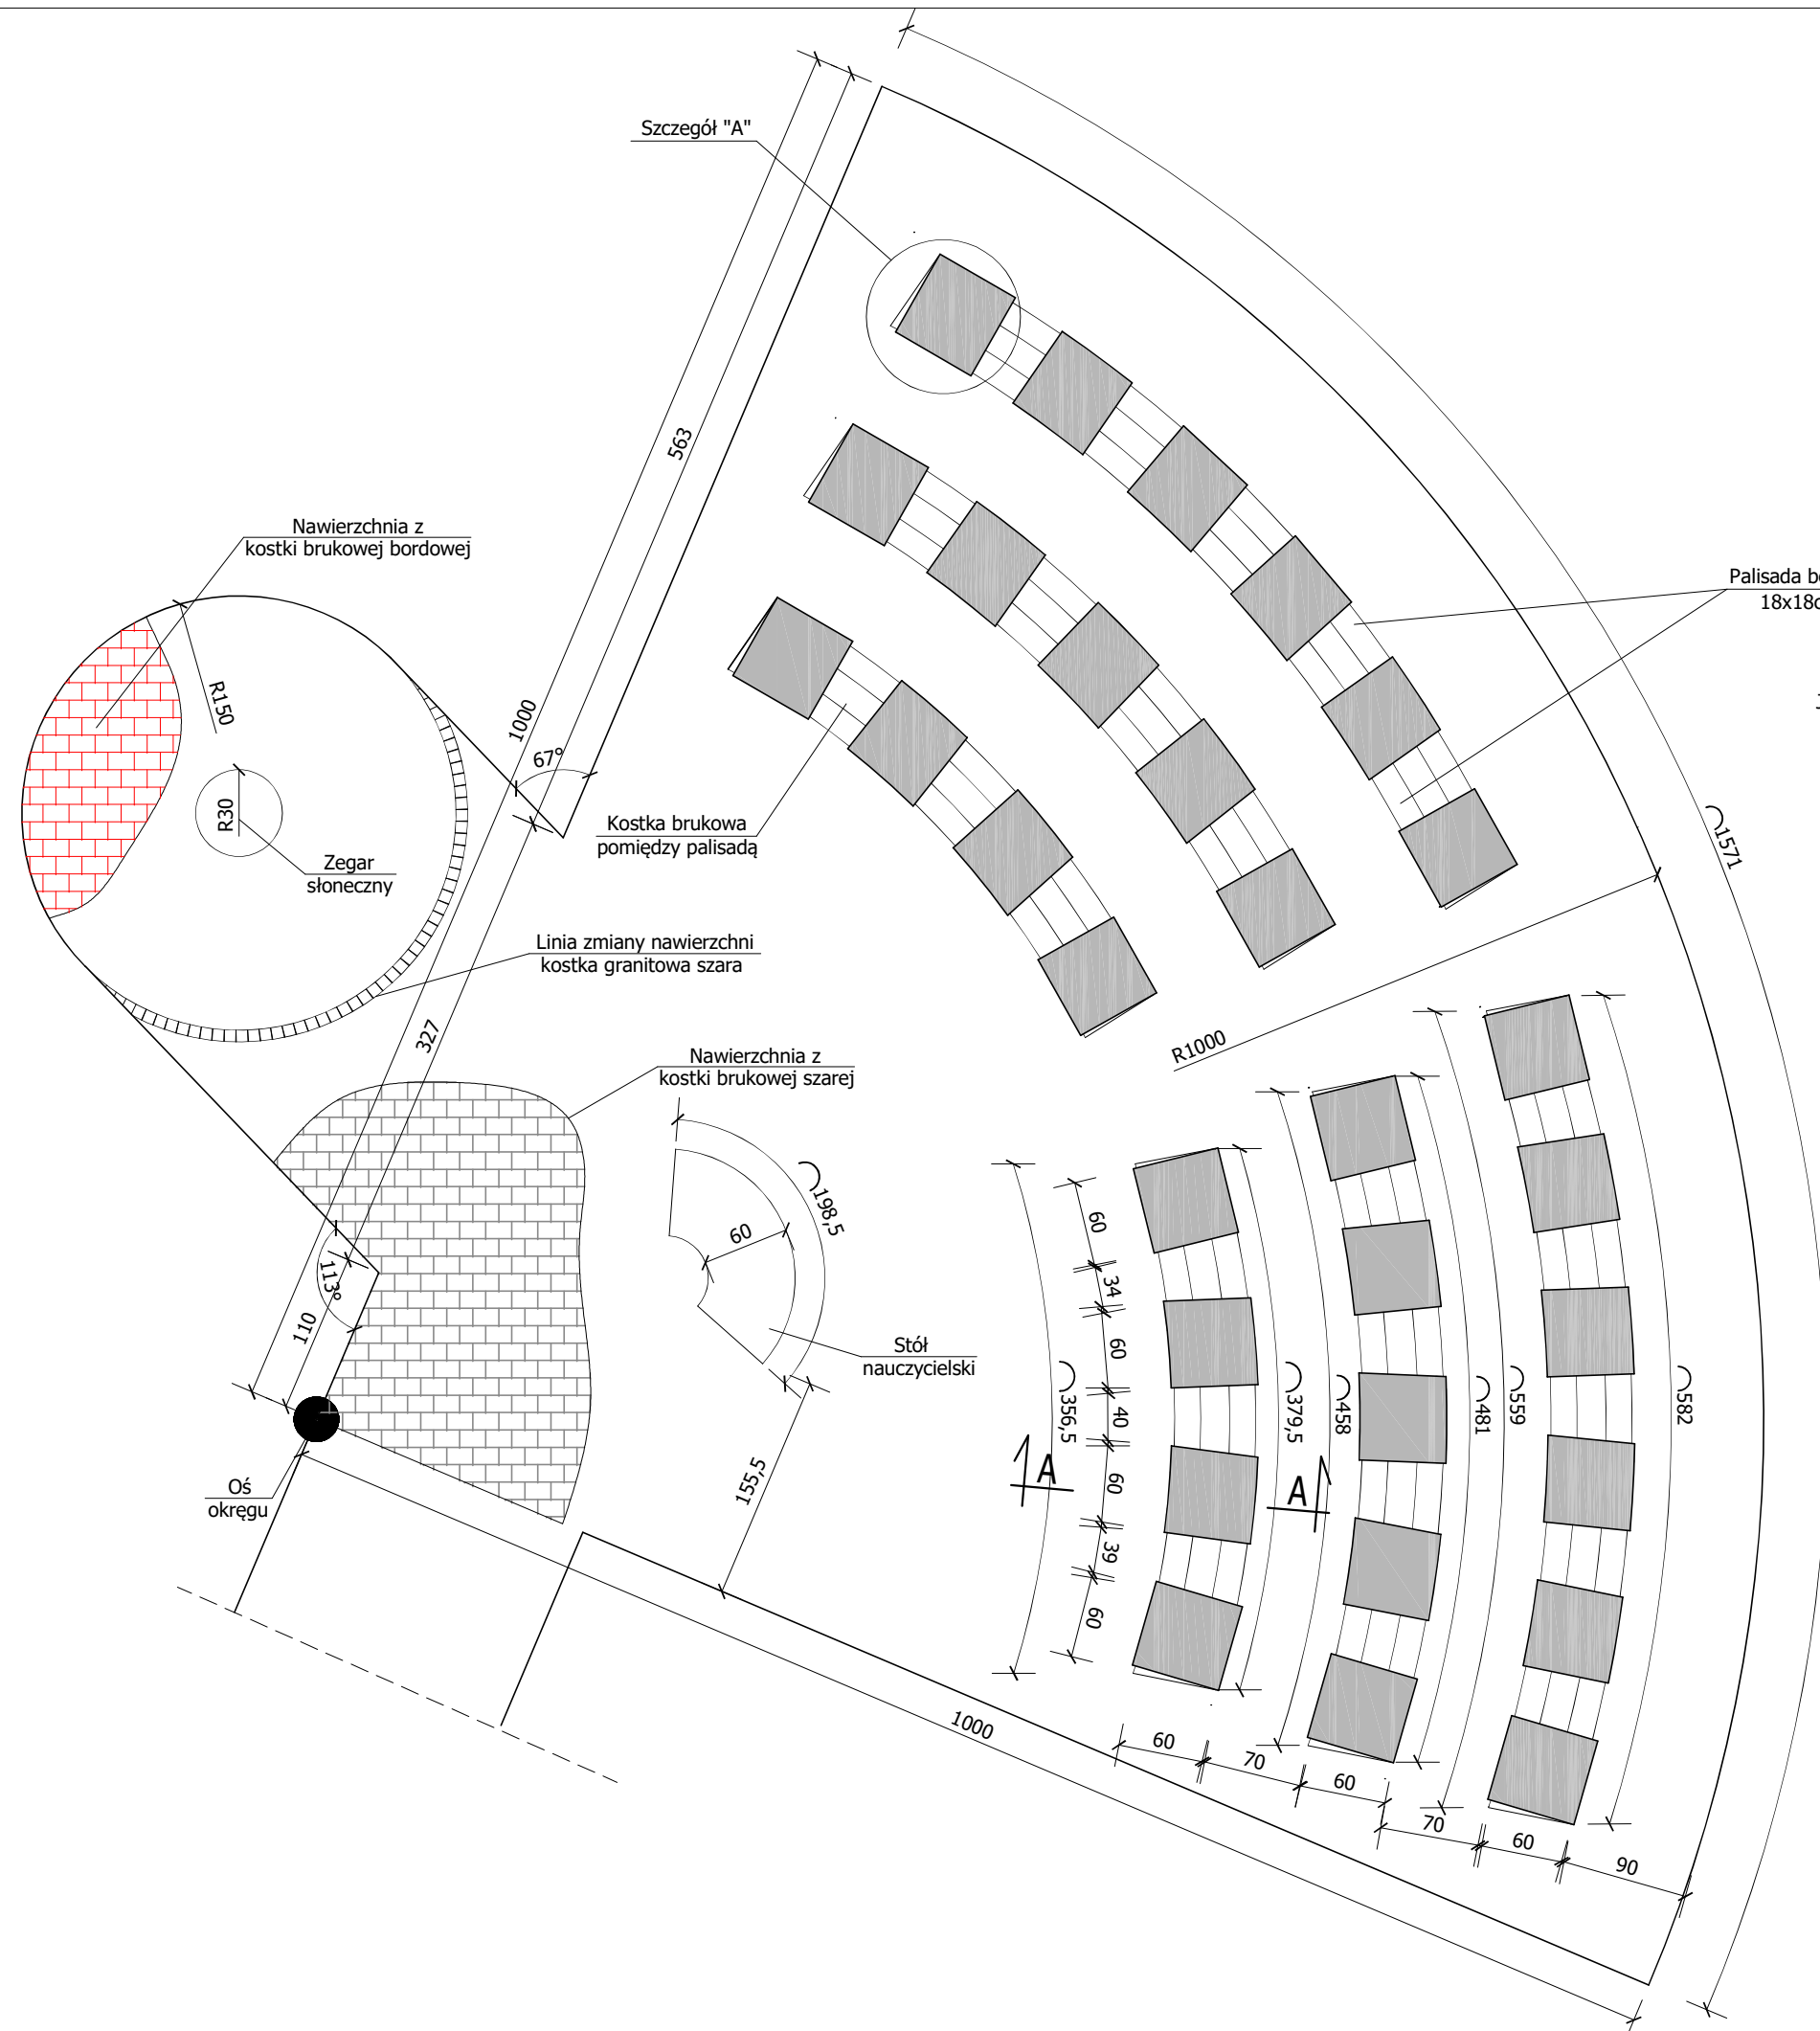 Szczegół "A"
1000
563
Nawierzchnia z
kostki brukowej bordowej
R150
R30
Zegar
słoneczny
67°
Kostka brukowa
pomiędzy palisadą
Linia zmiany nawierzchni
kostka granitowa szara
327
Nawierzchnia z
kostki brukowej szarej
113°
110
Oś
okręgu
198,5
60
Stół
nauczycielski
155,5
R1000
1571
18x18c
60
34
60
40
60
39
60
356,5
379,5
458
481
559
582
A
A
1000
60
70
60
70
60
90
Palisada